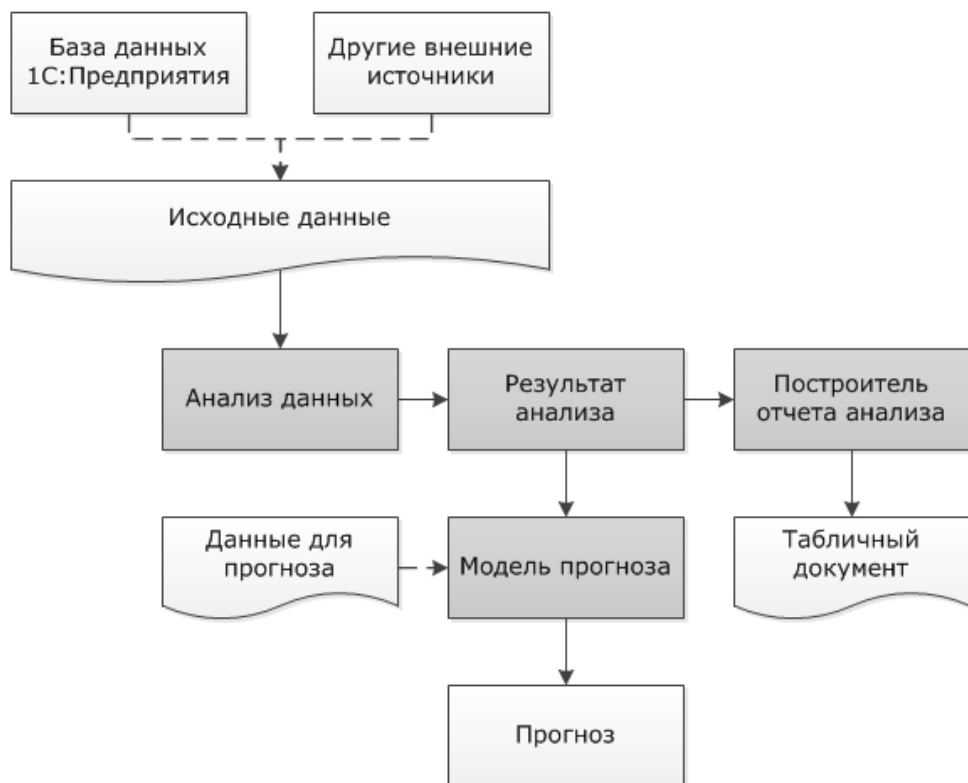 База данных
1С:Предприятия
Другие внешние
источники
Исходные данные
Анализ данных
Результат
анализа
Построитель
отчета анализа
Данные для
прогноза
Модель прогноза
Табличный
документ
Прогноз